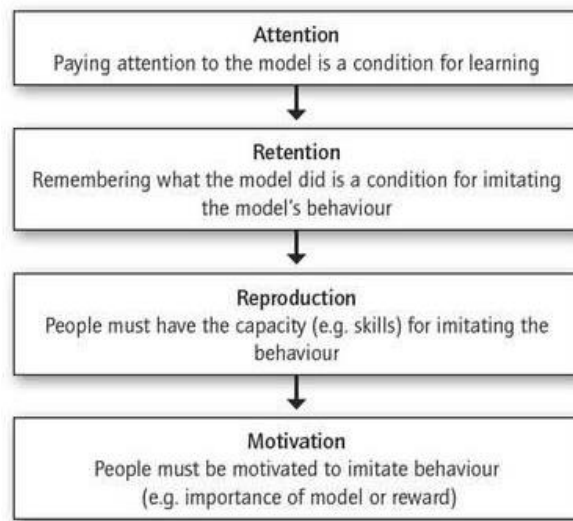 Attention
Paying attention to the model is a condition for learning
Retention
Remembering what the model did is a condition for imitating
the model's behaviour
Reproduction
People must have the capacity (e.g. skills) for imitating the
behaviour
Motivation
People must be motivated to imitate behaviour
(e.g. importance of model or reward)